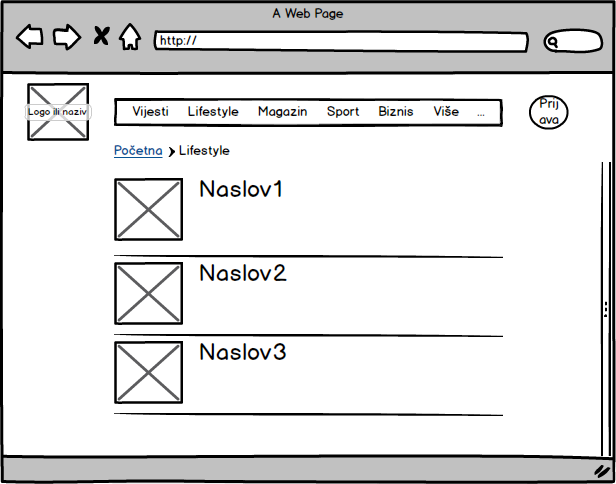 A Web Page
http://
Logo ili naziv
Vijesti Lifestyle Magazin Sport Biznis Više ...
Prij
ava
Početna Lifestyle
Naslov1
Naslov2
Naslov3